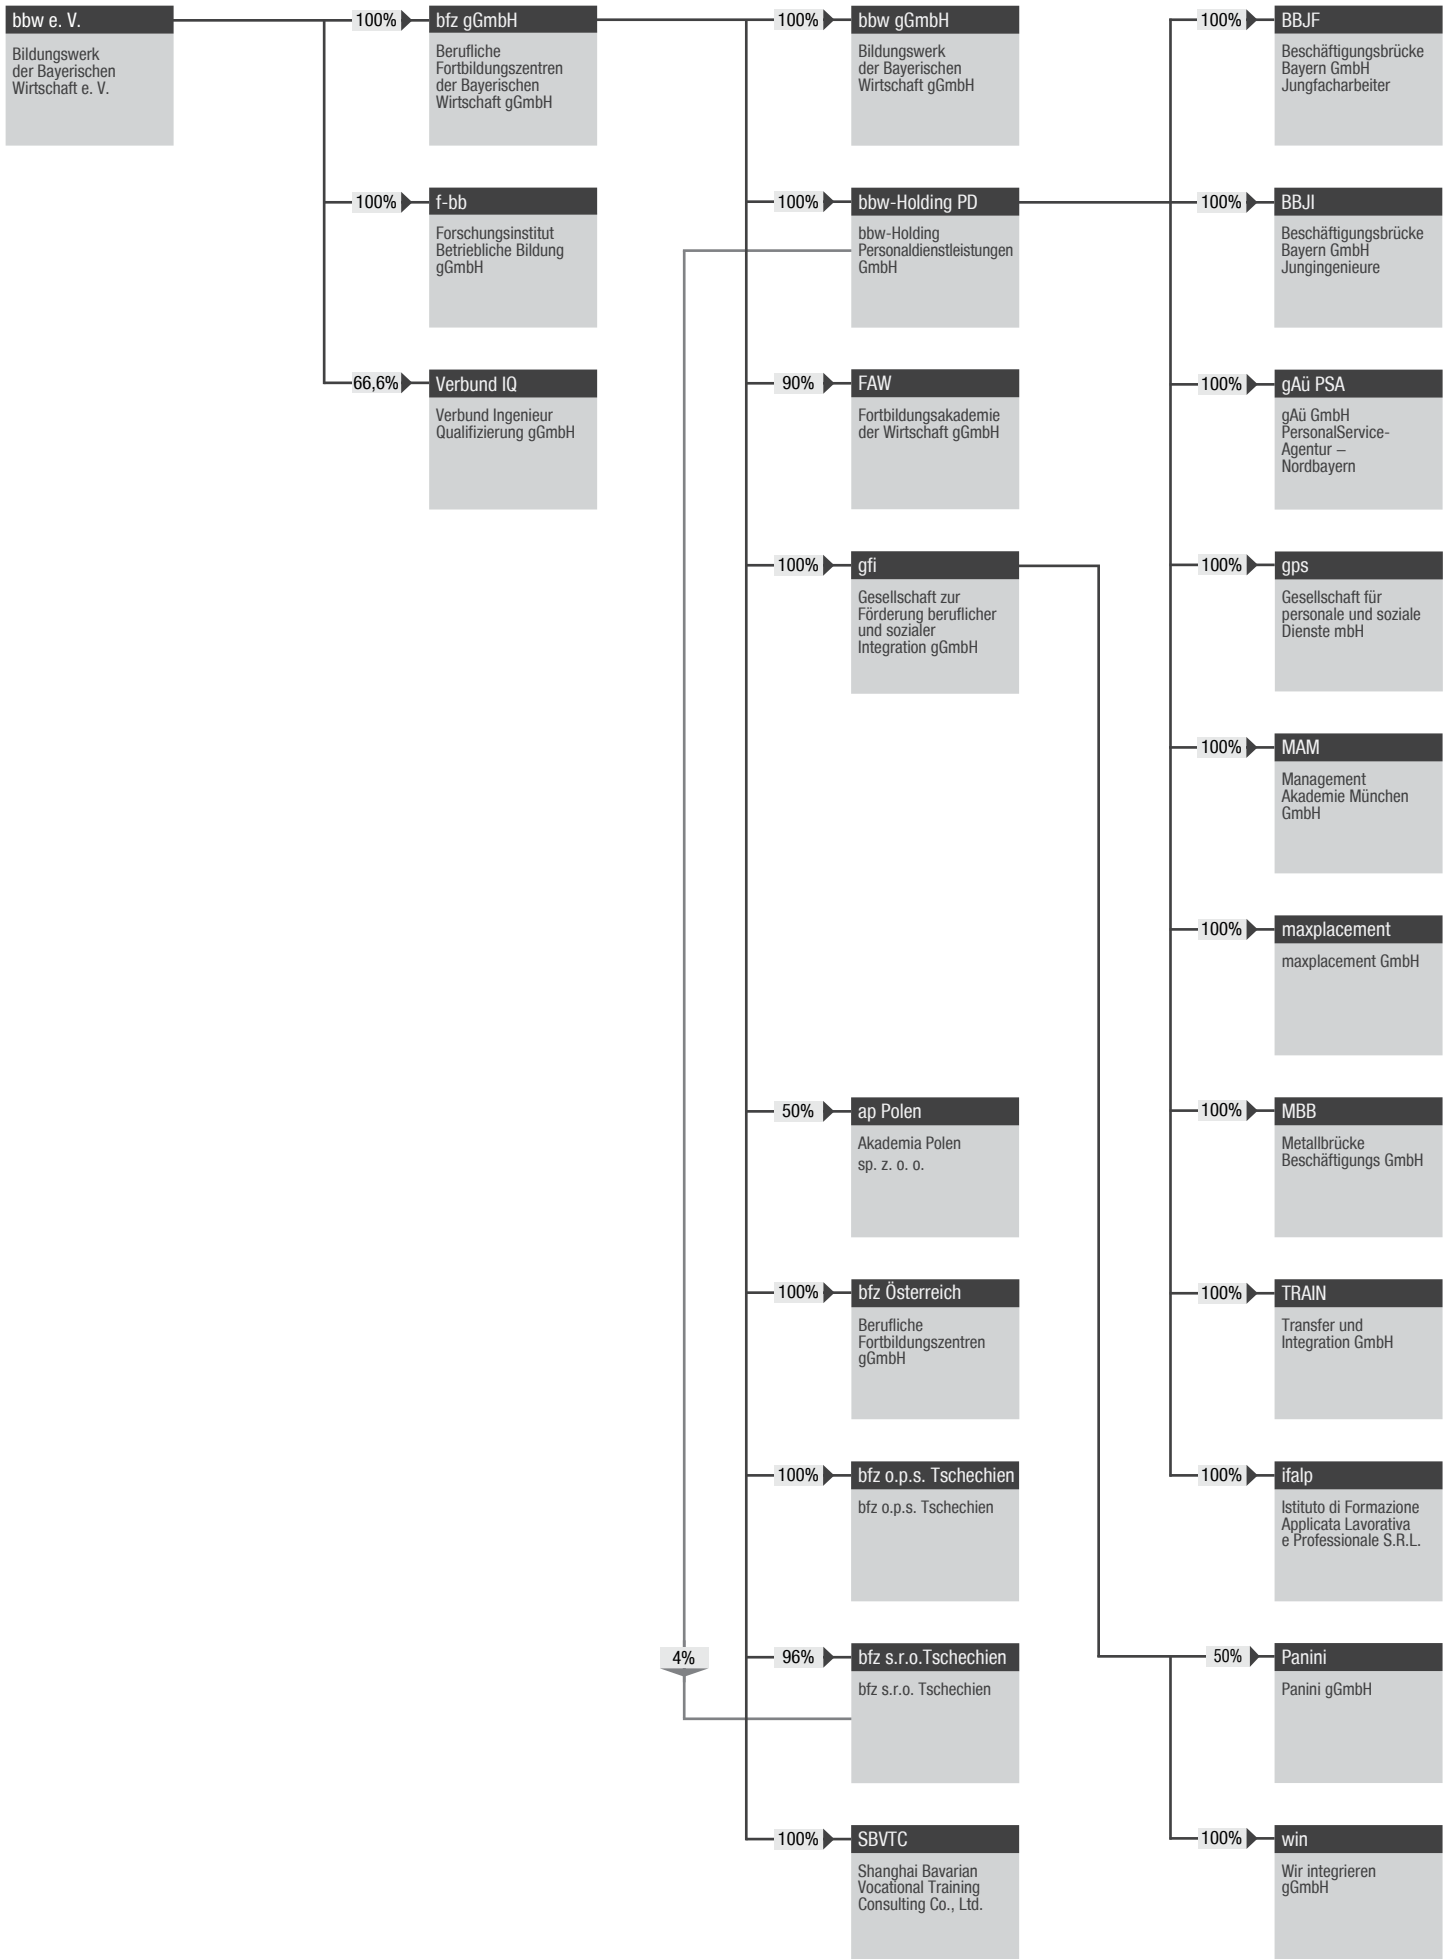 bbw e. V.
Bildungswerk
der Bayerischen
Wirtschaft e. V.
100%
bfz gGmbH
Berufliche
Fortbildungszentren
der Bayerischen
Wirtschaft gGmbH
100%
f-bb
Forschungsinstitut
Betriebliche Bildung
gGmbH
66,6%
Verbund IQ
Verbund Ingenieur
Qualifizierung gGmbH
100%
bbw gGmbH
Bildungswerk
der Bayerischen
Wirtschaft gGmbH
100%
bbw-Holding PD
bbw-Holding
Personaldienstleistungen
GmbH
90%
FAW
Fortbildungsakademie
der Wirtschaft gGmbH
100%
gfi
Gesellschaft zur
Förderung beruflicher
und sozialer
Integration gGmbH
50%
ap Polen
Akademia Polen
sp. z. o. o.
100%
bfz Österreich
Berufliche
Fortbildungszentren
gGmbH
100%
bfz o.p.s. Tschechien
bfz o.p.s. Tschechien
4%
96%
bfz s.r.o.Tschechien
bfz s.r.o. Tschechien
100%
SBVTC
Shanghai Bavarian
Vocational Training
Consulting Co., Ltd.
100%
BBJF
Beschäftigungsbrücke
Bayern GmbH
Jungfacharbeiter
100%
BBJI
Beschäftigungsbrücke
Bayern GmbH
Jungingenieure
100%
gAü PSA
gAü GmbH
PersonalService-
Agentur –
Nordbayern
100%
gps
Gesellschaft für
personale und soziale
Dienste mbH
100%
MAM
Management
Akademie München
GmbH
100%
maxplacement
maxplacement GmbH
100%
MBB
Metallbrücke
Beschäftigungs GmbH
100%
TRAIN
Transfer und
Integration GmbH
100%
ifalp
Istituto di Formazione
Applicata Lavorativa
e Professionale S.R.L.
50%
Panini
Panini gGmbH
100%
win
Wir integrieren
gGmbH